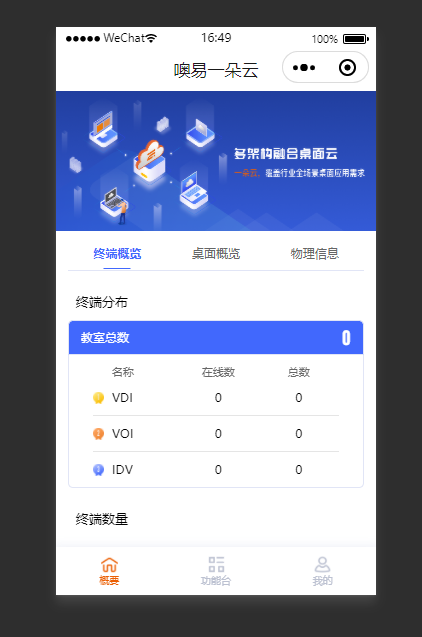 WeChat 16:49 100%
噢易一朵云
多架构融合桌面云
一朵云，覆盖行业全场景桌面应用需求
终端概览 桌面概览 物理信息
终端分布
教室总数 0
名称 在线数 总数
VDI 0 0
VOI 0 0
IDV 0 0
终端数量
概要 功能台 我的